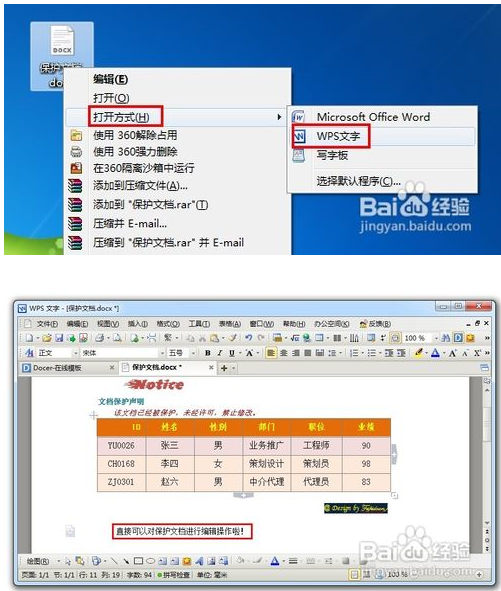 DOCX
保护文档.
编辑(E)
打开(O)
打开方式(H)
使用 360解除占用
使用 360强力删除
在360隔离沙箱中运行
添加到压缩文件(A)...
添加到 "保护文档.rar"(T)
压缩并 E-mail...
压缩到 "保护文档.rar" 并 E-mail
Microsoft Office Word
WPS文字
写字板
选择默认程序(C)...
Baidu 经验
jingyan.baidu.com
WPS 文字 - [保护文档.docx *]
文件(F) 编辑(E) 视图(V) 插入(I) 格式(O) 工具(T) 表格(A) 窗口(W) 帮助(H) 办公空间(K) 反馈(B)
100 %
正文 宋体 五号 B I U A
Docer-在线模板 保护文档.docx *
Notice
文档保护声明
该文档已经被保护，未经许可，禁止修改。
ID 姓名 性别 部门 职位 业绩
YU0026 张三 男 业务推广 工程师 90
CH0168 李四 女 策划设计 策划员 98
ZJ0301 赵六 男 中介代理 代理员 83
Design by
直接可以对保护文档进行编辑操作啦!
绘图(R) 自选图形(U)
页面: 1/1 节: 1/1 行: 11 列: 19 字数: 94 拼写检查 单位: 毫米 100 %
Baidu 经验
jingyan.baidu.com